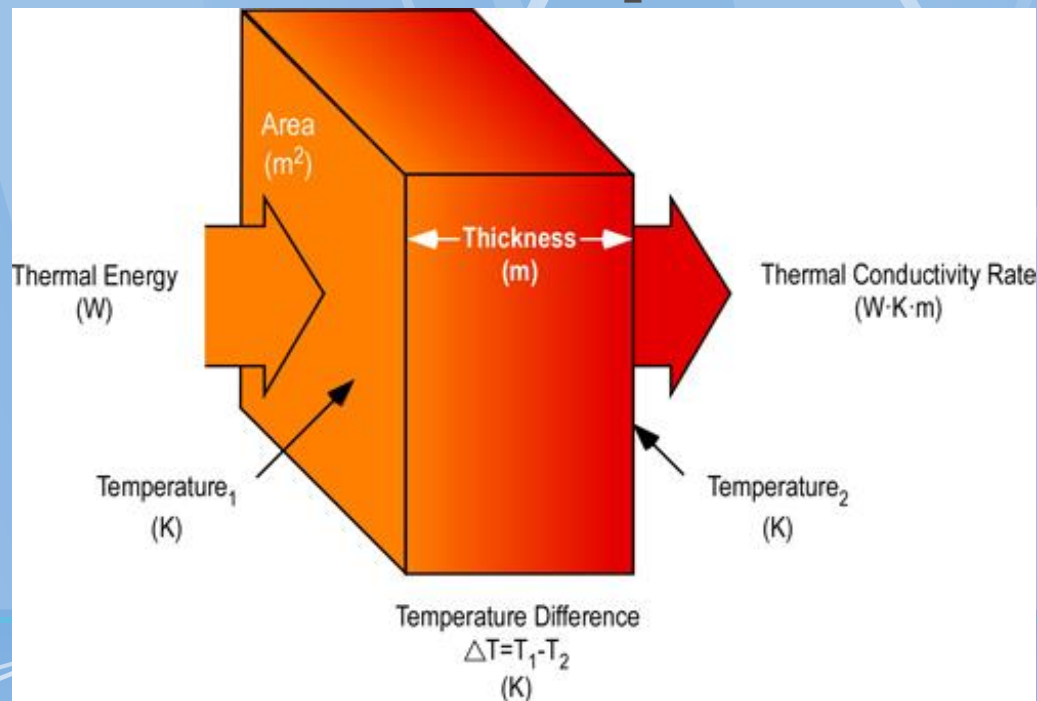 Area
(m²)
Thickness
(m)
Thermal Energy
(W)
Thermal Conductivity Rate
(W·K·m)
Temperature₁
(K)
Temperature₂
(K)
Temperature Difference
△T=T₁-T₂
(K)